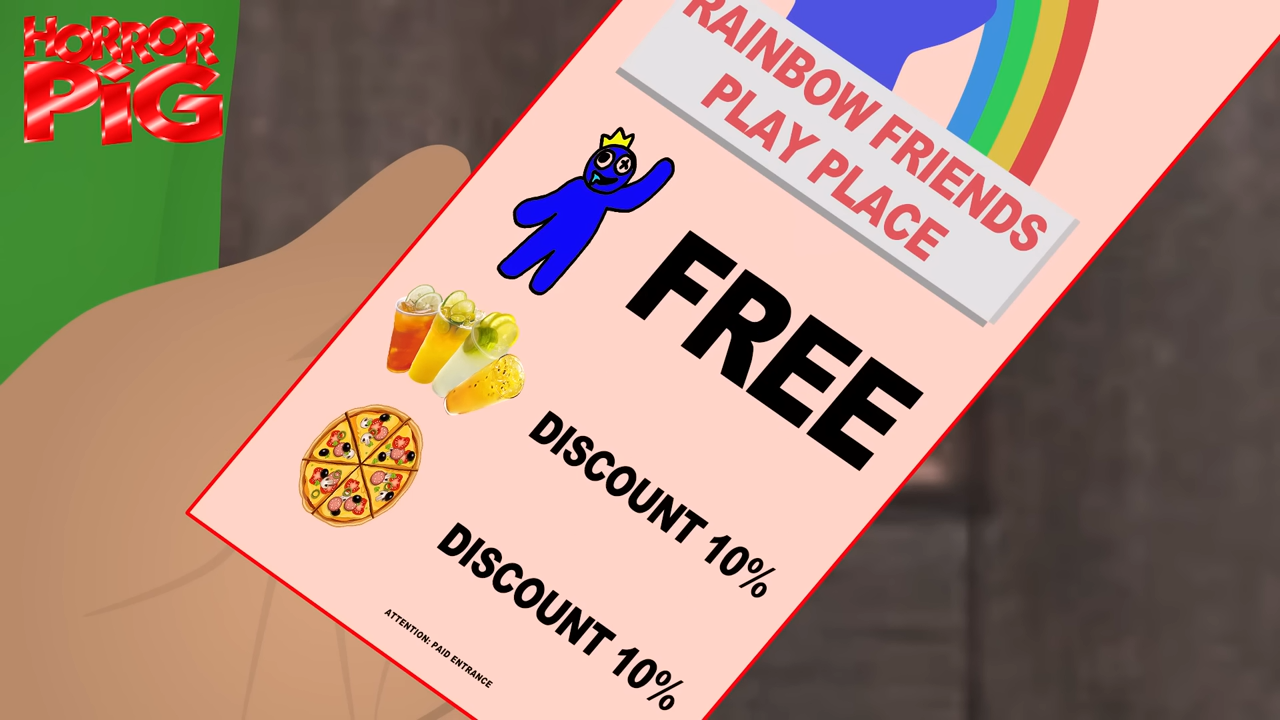 HORROR
PiG
RAINBOW FRIENDS
PLAY PLACE
FREE
DISCOUNT 10%
DISCOUNT 10%
ATTENTION: PAID ENTRANCE